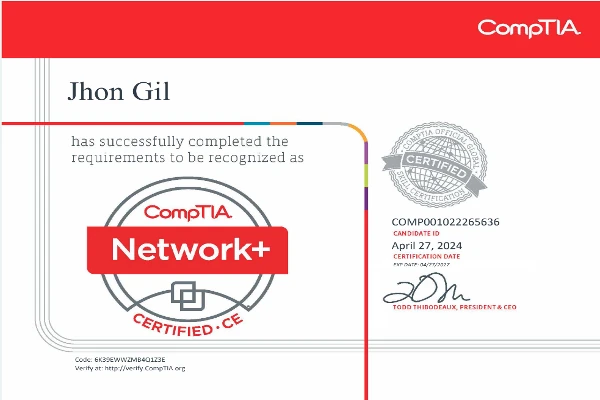 CompTIA.
Jhon Gil
has successfully completed the
requirements to be recognized as
CompTIA.
Network+
CERTIFIED • CE
COMPTIA OFFICIAL GLOBAL
CERTIFIED
SKILL CERTIFICATION
COMP001022265636
CANDIDATE ID
April 27, 2024
CERTIFICATION DATE
EXP DATE: 04/27/2027
TODD THIBODEAUX, PRESIDENT & CEO
Code: 6K39EWWZMB4Q1Z3E
Verify at: http://verify.CompTIA.org